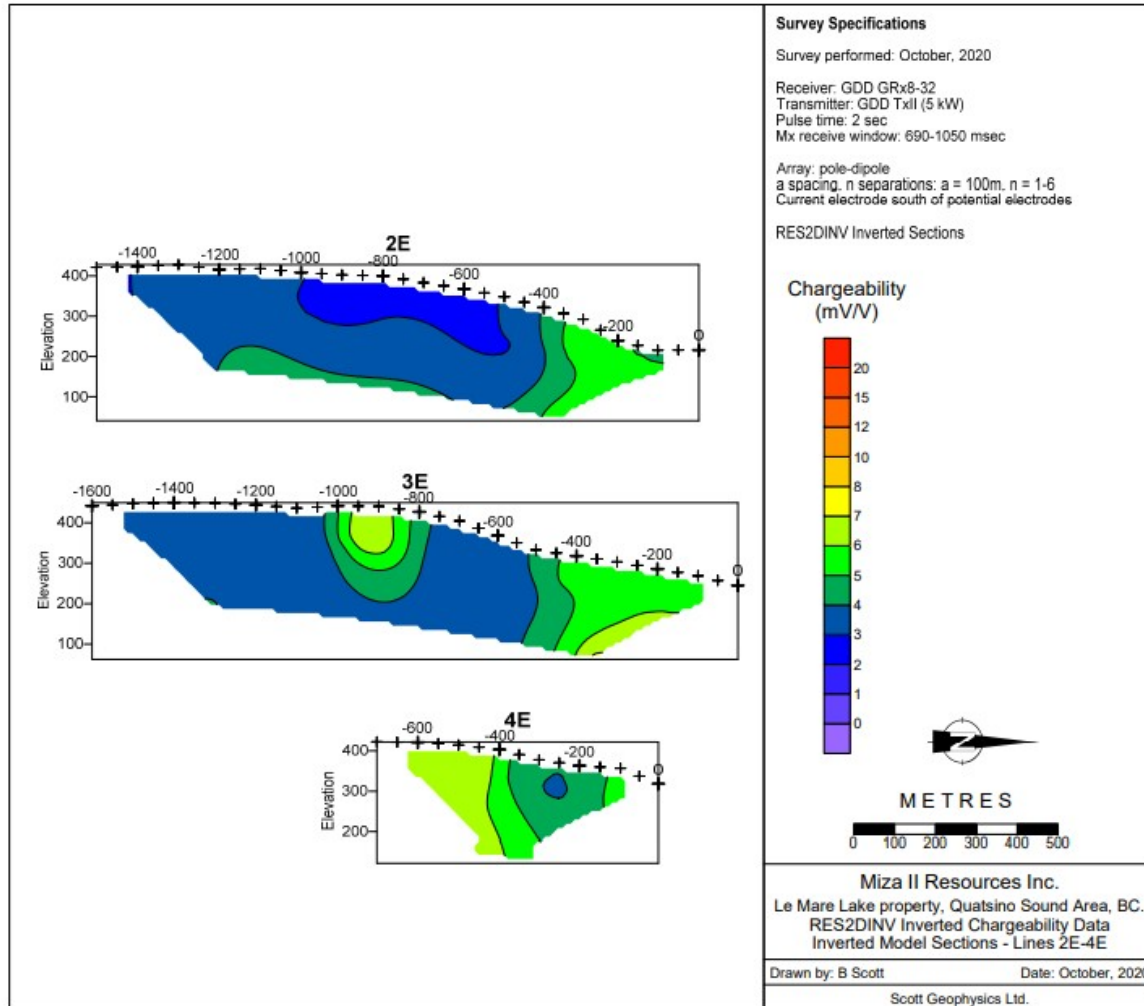 Survey Specifications
Survey performed: October, 2020
Receiver: GDD GRx8-32
Transmitter: GDD TxII (5 kW)
Pulse time: 2 sec
Mx receive window: 690-1050 msec
Array: pole-dipole
a spacing, n separations: a = 100m, n = 1-6
Current electrode south of potential electrodes
RES2DINV Inverted Sections
2E
-1400 -1200 -1000 -800 -600 -400 -200 0
Elevation
400
300
200
100
3E
-1600 -1400 -1200 -1000 -800 -600 -400 -200 0
Elevation
400
300
200
100
4E
-600 -400 -200 0
Elevation
400
300
200
Chargeability
(mV/V)
20
15
12
10
8
7
6
5
4
3
2
1
0
Z
METRES
0 100 200 300 400 500
Miza II Resources Inc.
Le Mare Lake property, Quatsino Sound Area, BC.
RES2DINV Inverted Chargeability Data
Inverted Model Sections - Lines 2E-4E
Drawn by: B Scott Date: October, 2020
Scott Geophysics Ltd.